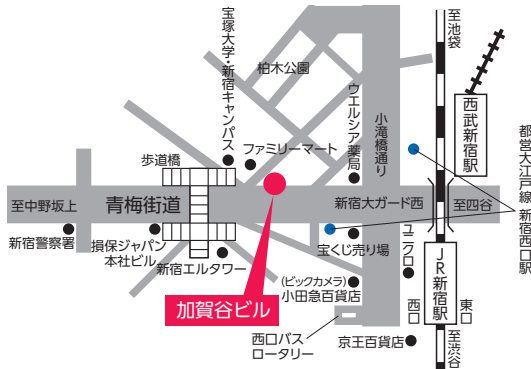 至池袋
宝塚大学・新宿キャンパス
柏木公園
ウエルシア薬局
小滝橋通り
西武新宿駅
都営大江戸線 新宿西口駅
歩道橋
ファミリーマート
至中野坂上
青梅街道
新宿大ガード西
至四谷
新宿警察署
損保ジャパン
本社ビル
新宿エルタワー
宝くじ売り場
ユニクロ
JR新宿駅
(ビックカメラ)
小田急百貨店
加賀谷ビル
西口
東口
西口バス
ロータリー
京王百貨店
至渋谷